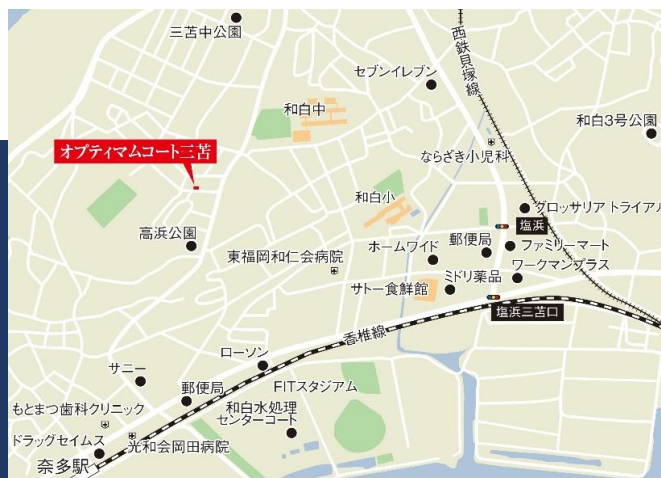 三苫中公園
西鉄貝塚線
セブンイレブン
和白中
和白3号公園
オプティマムコート三苫
ならざき小児科
和白小
グロッサリア トライアル
塩浜
高浜公園
東福岡和仁会病院
ホームワイド
郵便局
ファミリーマート
ワークマンプラス
サトー食鮮館
ミドリ薬品
塩浜三苫口
香椎線
ローソン
サニー
郵便局
FITスタジアム
もとまつ歯科クリニック
和白水処理
センターコート
光和会岡田病院
ドラッグセイムス
奈多駅